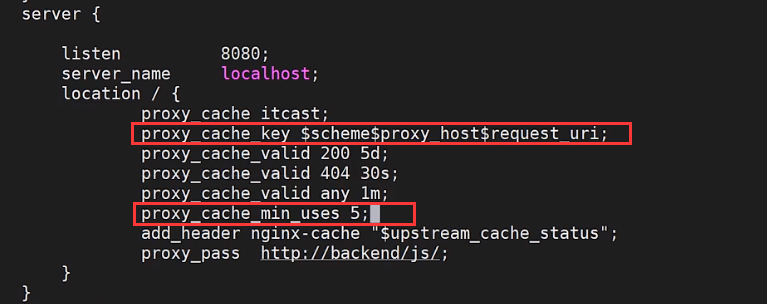 server {
listen 8080;
server_name localhost;
location / {
proxy_cache itcast;
proxy_cache_key $scheme$proxy_host$request_uri;
proxy_cache_valid 200 5d;
proxy_cache_valid 404 30s;
proxy_cache_valid any 1m;
proxy_cache_min_uses 5;
add_header nginx-cache "$upstream_cache_status";
proxy_pass http://backend/js/;
}
}